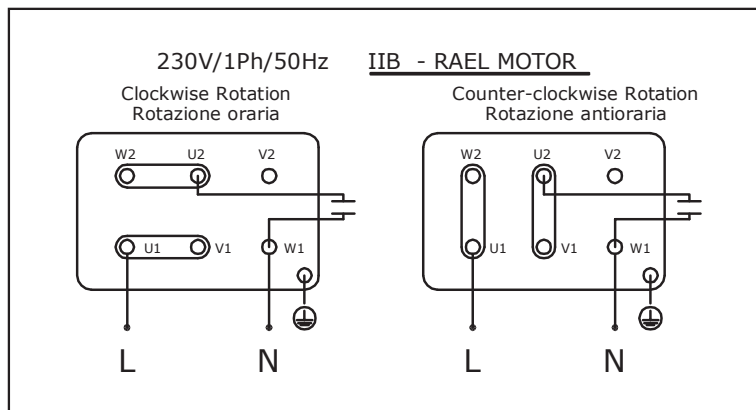 230V/1Ph/50Hz IIB - RAEL MOTOR
Clockwise Rotation
Rotazione oraria
W2 U2 V2
U1 V1 W1
L N
Counter-clockwise Rotation
Rotazione antioraria
W2 U2 V2
U1 V1 W1
L N